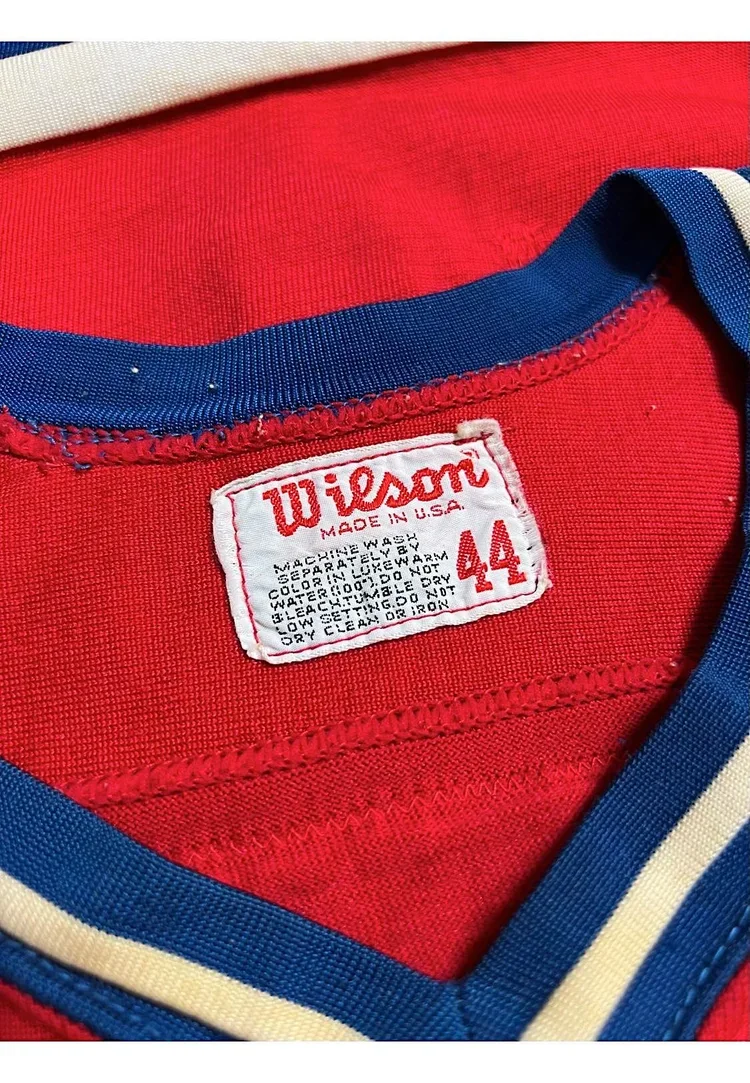 Wilson
MADE IN U.S.A.
MACHINE WASH
SEPARATELY BY
COLOR IN LUKEWARM
WATER (100°). DO NOT
BLEACH. TUMBLE DRY
LOW SETTING. DO NOT
DRY CLEAN OR IRON
44